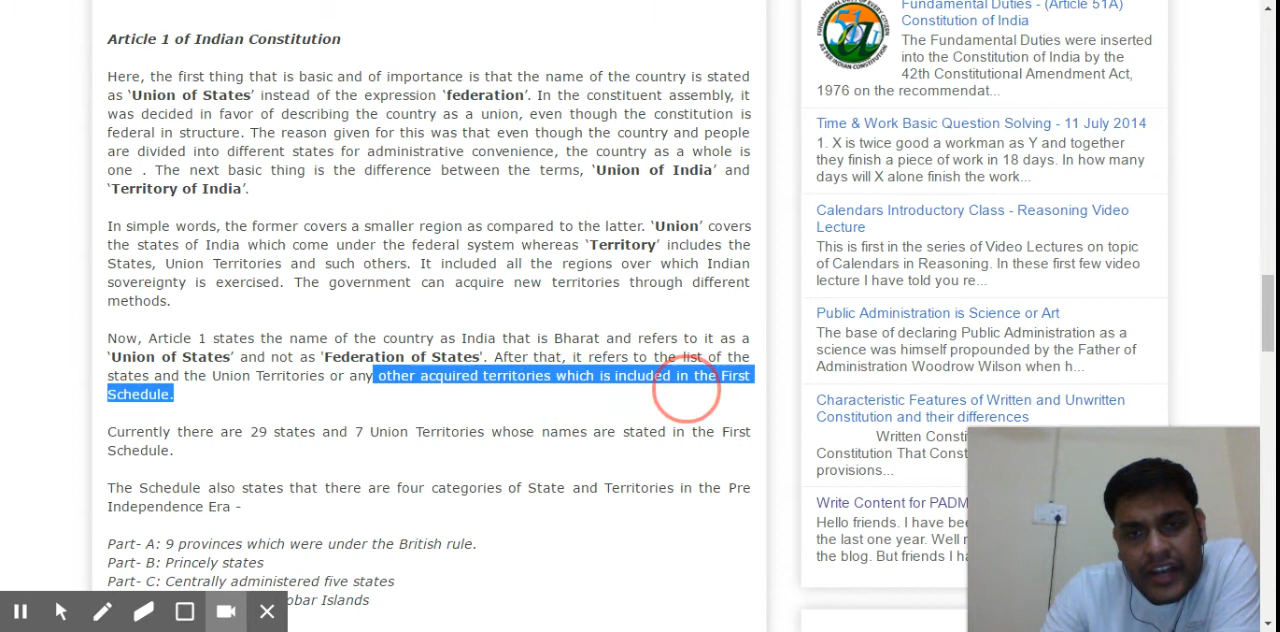 Article 1 of Indian Constitution
Here, the first thing that is basic and of importance is that the name of the country is stated
as ‘Union of States’ instead of the expression ‘federation’. In the constituent assembly, it
was decided in favor of describing the country as a union, even though the constitution is
federal in structure. The reason given for this was that even though the country and people
are divided into different states for administrative convenience, the country as a whole is
one . The next basic thing is the difference between the terms, ‘Union of India’ and
‘Territory of India’.
In simple words, the former covers a smaller region as compared to the latter. ‘Union’ covers
the states of India which come under the federal system whereas ‘Territory’ includes the
States, Union Territories and such others. It included all the regions over which Indian
sovereignty is exercised. The government can acquire new territories through different
methods.
Now, Article 1 states the name of the country as India that is Bharat and refers to it as a
‘Union of States’ and not as 'Federation of States'. After that, it refers to the list of the
states and the Union Territories or any other acquired territories which is included in the First
Schedule.
Currently there are 29 states and 7 Union Territories whose names are stated in the First
Schedule.
The Schedule also states that there are four categories of State and Territories in the Pre
Independence Era -
Part- A: 9 provinces which were under the British rule.
Part- B: Princely states
Part- C: Centrally administered five states
obar Islands
Fundamental Duties - (Article 51A)
Constitution of India
The Fundamental Duties were inserted
into the Constitution of India by the
42th Constitutional Amendment Act,
1976 on the recommendat...
Time & Work Basic Question Solving - 11 July 2014
1. X is twice good a workman as Y and together
they finish a piece of work in 18 days. In how many
days will X alone finish the work...
Calendars Introductory Class - Reasoning Video
Lecture
This is first in the series of Video Lectures on topic
of Calendars in Reasoning. In these first few video
lecture I have told you re...
Public Administration is Science or Art
The base of declaring Public Administration as a
science was himself propounded by the Father of
Administration Woodrow Wilson when h...
Characteristic Features of Written and Unwritten
Constitution and their differences
Written Consti
Constitution That Const
provisions...
Write Content for PADM
Hello friends. I have bee
the last one year. Well
the blog. But friends I ha